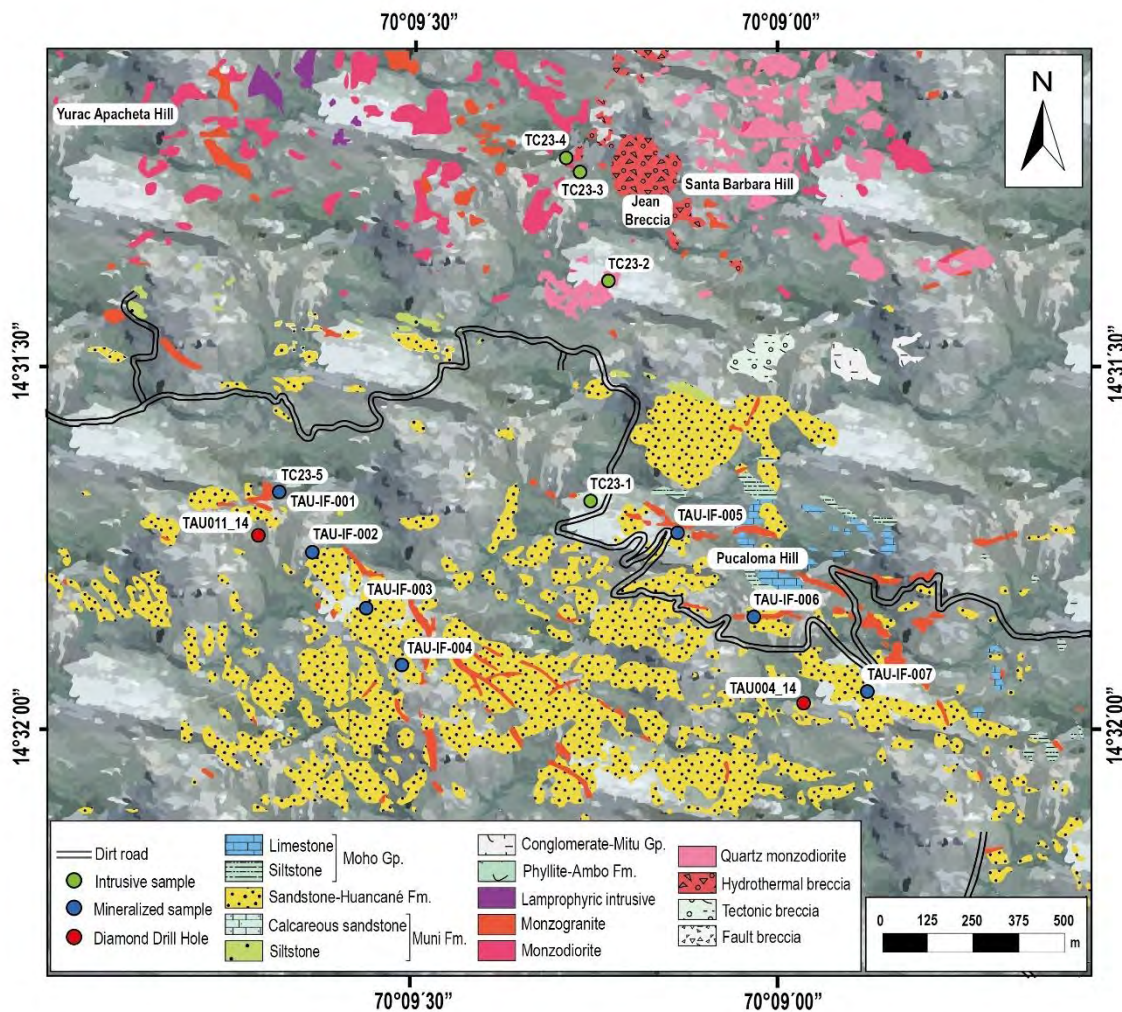 70°09´30” 70°09´00”
N
Yurac Apacheta Hill
TC23-4
TC23-3
Santa Barbara Hill
Jean
Breccia
TC23-2
14°31´30” 14°31´30”
TC23-5
TAU-IF-001
TC23-1
TAU011_14
TAU-IF-005
TAU-IF-002
Pucaloma Hill
TAU-IF-003
TAU-IF-006
TAU-IF-004
TAU-IF-007
TAU004_14
14°32´00” 14°32´00”
Dirt road
Intrusive sample
Mineralized sample
Diamond Drill Hole
Limestone
Siltstone
Moho Gp.
Sandstone-Huancané Fm.
Calcareous sandstone
Siltstone
Muni Fm.
Conglomerate-Mitu Gp.
Phyllite-Ambo Fm.
Lamprophyric intrusive
Monzogranite
Monzodiorite
Quartz monzodiorite
Hydrothermal breccia
Tectonic breccia
Fault breccia
0 125 250 375 500
m
70°09´30” 70°09´00”